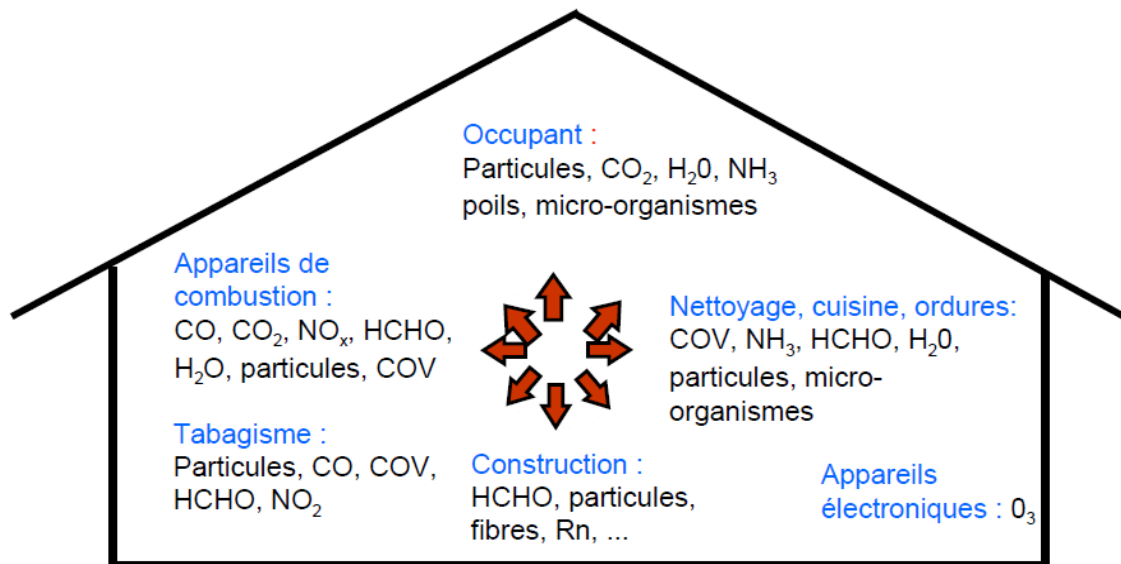 Occupant :
Particules, CO₂, H₂0, NH₃
poils, micro-organismes
Appareils de
combustion :
CO, CO₂, NOₓ, HCHO,
H₂O, particules, COV
Nettoyage, cuisine, ordures:
COV, NH₃, HCHO, H₂0,
particules, micro-
organismes
Tabagisme :
Particules, CO, COV,
HCHO, NO₂
Construction :
HCHO, particules,
fibres, Rn, ...
Appareils
électroniques : 0₃